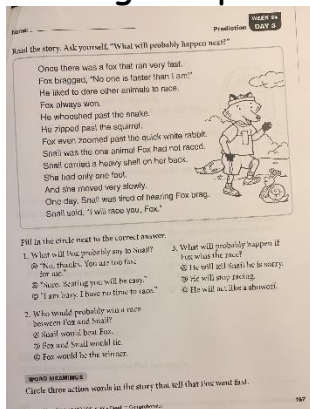 Name:
Prediction
WEEK 24
DAY 3
Read the story. Ask yourself, "What will probably happen next?"
Once there was a fox that ran very fast.
Fox bragged, "No one is faster than I am!"
He liked to dare other animals to race.
Fox always won.
He whooshed past the snake.
He zipped past the squirrel.
Fox even zoomed past the quick white rabbit.
Snail was the one animal Fox had not raced.
Snail carried a heavy shell on her back.
She had only one foot.
And she moved very slowly.
One day, Snail was tired of hearing Fox brag.
Snail said, "I will race you, Fox."
Fill in the circle next to the correct answer.
1. What will Fox probably say to Snail?
Ⓐ "No, thanks. You are too fast
for me."
Ⓑ "Sure. Beating you will be easy."
Ⓒ "I am busy. I have no time to race."
2. Who would probably win a race
between Fox and Snail?
Ⓐ Snail would beat Fox.
Ⓑ Fox and Snail would tie.
Ⓒ Fox would be the winner.
3. What will probably happen if
Fox wins the race?
Ⓐ He will tell Snail he is sorry.
Ⓑ He will stop racing.
Ⓒ He will act like a showoff.
WORD MEANINGS
Circle three action words in the story that tell that Fox went fast.
167